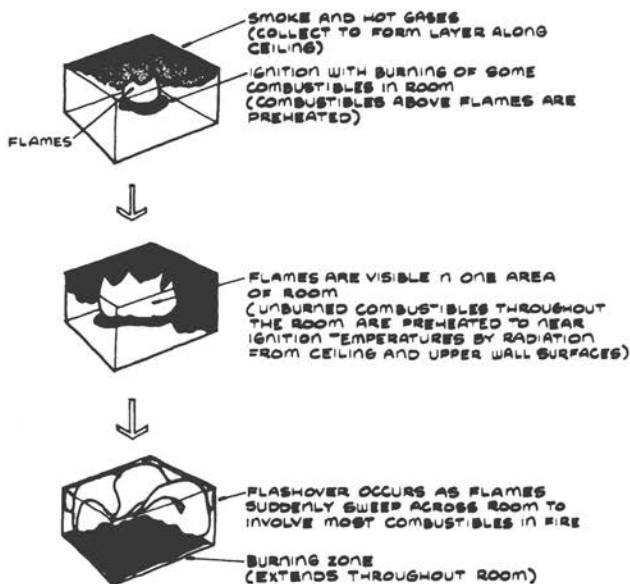 SMOKE AND HOT GASES
(COLLECT TO FORM LAYER ALONG
CEILING)
IGNITION WITH BURNING OF SOME
COMBUSTIBLES IN ROOM
(COMBUSTIBLES ABOVE FLAMES ARE
PREHEATED)
FLAMES
FLAMES ARE VISIBLE N ONE AREA
OF ROOM
(UNBURNED COMBUSTIBLES THROUGHOUT
THE ROOM ARE PREHEATED TO NEAR
IGNITION TEMPERATURES BY RADIATION
FROM CEILING AND UPPER WALL SURFACES)
FLASHOVER OCCURS AS FLAMES
SUDDENLY SWEEP ACROSS ROOM TO
INVOLVE MOST COMBUSTIBLES IN FIRE
BURNING ZONE
(EXTENDS THROUGHOUT ROOM)